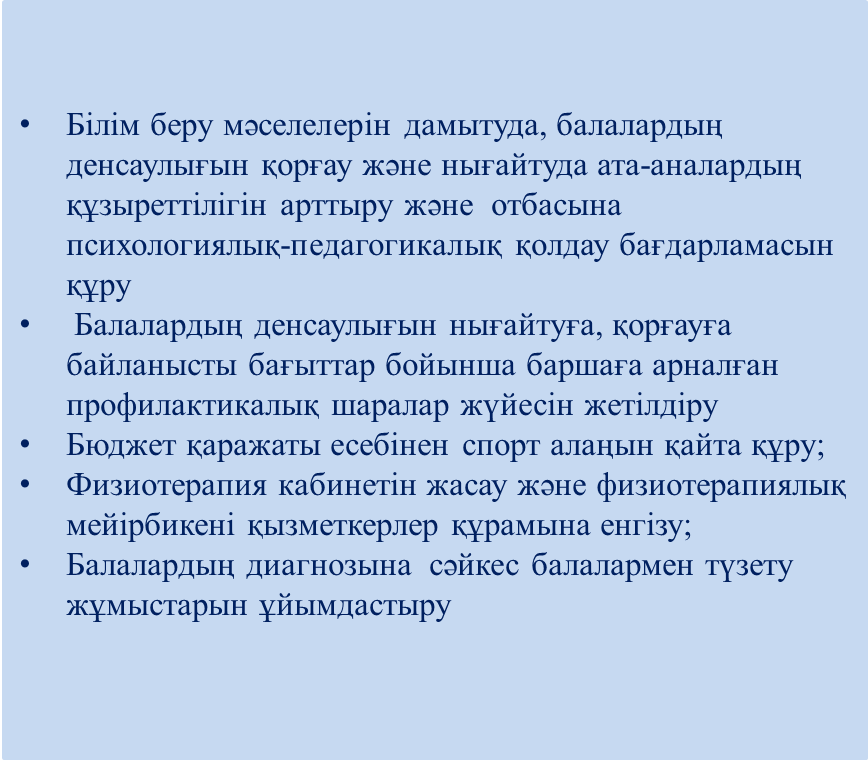 • Білім беру мәселелерін дамытуда, балалардың
денсаулығын қорғау және нығайтуда ата-аналардың
құзыреттілігін арттыру және отбасына
психологиялық-педагогикалық қолдау бағдарламасын
құру
• Балалардың денсаулығын нығайтуға, қорғауға
байланысты бағыттар бойынша баршаға арналған
профилактикалық шаралар жүйесін жетілдіру
• Бюджет қаражаты есебінен спорт алаңын қайта құру;
• Физиотерапия кабинетін жасау және физиотерапиялық
мейірбикені қызметкерлер құрамына енгізу;
• Балалардың диагнозына сәйкес балалармен түзету
жұмыстарын ұйымдастыру